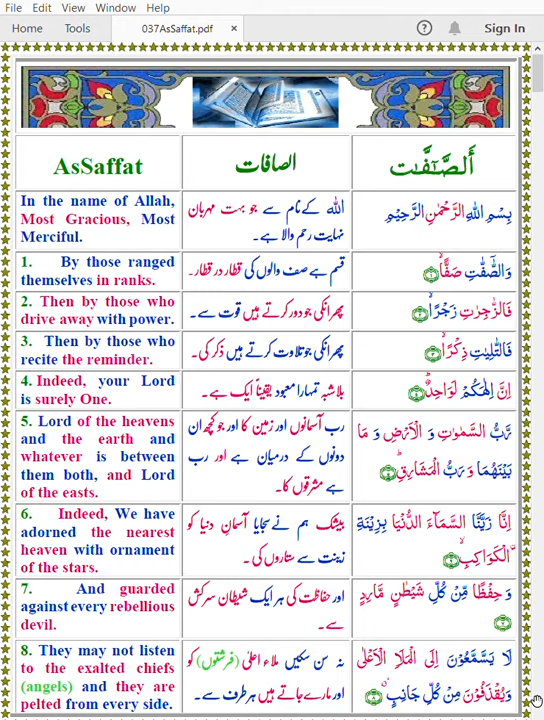 File Edit View Window Help
Home Tools 037AsSaffat.pdf × Sign In
AsSaffat
الصافات
أَلصَّٰٓفَّٰت
In the name of Allah,
Most Gracious, Most
Merciful.
اللہ کےنام سے جو بہت مہربان
نہایت رحم والا ہے۔
بِسْمِ اللهِ الرَّحْمٰنِ الرَّحِيْمِ
1. By those ranged
themselves in ranks.
قسم ہے صف والوں کی قطار در قطار۔
وَالصّٰٓفّٰتِ صَفًّاۙ ﴿۱﴾
2. Then by those who
drive away with power.
پھر انکی جو دور کرتے ہیں قوت سے۔
فَالزّٰجِرٰتِ زَجْرًاۙ ﴿۲﴾
3. Then by those who
recite the reminder.
پھر انکی جو تلاوت کرتے ہیں ذکر کی۔
فَالتّٰلِيٰتِ ذِكْرًاۙ ﴿۳﴾
4. Indeed, your Lord
is surely One.
بلاشبہ تمہارا معبود یقیناً ایک ہے۔
اِنَّ اِلٰهَكُمْ لَوَاحِدٌؕ ﴿۴﴾
5. Lord of the heavens
and the earth and
whatever is between
them both, and Lord
of the easts.
رب آسمانوں اور زمین کا اور جو کچھ ان
دونوں کے درمیان ہے اور رب
ہے مشرقوں کا۔
رَبُّ السَّمٰوٰتِ وَ الْاَرْضِ وَ مَا
بَيْنَهُمَا وَ رَبُّ الْمَشَارِقِؕ ﴿۵﴾
6. Indeed, We have
adorned the nearest
heaven with ornament
of the stars.
بیشک ہم نے سجایا آسمانِ دنیا کو
زینت سے ستاروں کی۔
اِنَّا زَيَّنَّا السَّمَآءَ الدُّنْيَا بِزِيْنَةِ
ۨالْكَوَاكِبِۙ ﴿۶﴾
7. And guarded
against every rebellious
devil.
اور حفاظت کی ہر ایک شیطان سرکش
سے۔
وَ حِفْظًا مِّنْ كُلِّ شَيْطٰنٍ مَّارِدٍ
﴿۷﴾
8. They may not listen
to the exalted chiefs
(angels) and they are
pelted from every side.
نہ سن سکیں ملاء اعلیٰ (فرشتوں) کو
اور مارے جاتے ہیں ہر طرف سے۔
لَا يَسَّمَّعُوْنَ اِلَى الْمَلَاِ الْاَعْلٰى
وَ يُقْذَفُوْنَ مِنْ كُلِّ جَانِبٍۖ ﴿۸﴾